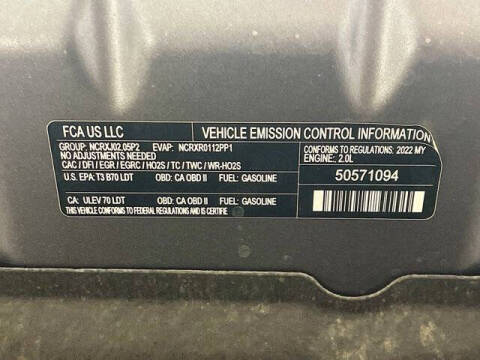 FCA US LLC
VEHICLE EMISSION CONTROL INFORMATION
GROUP: NCRXJ02.05P2 EVAP: NCRXR0112PP1
NO ADJUSTMENTS NEEDED
CAC / DFI / EGR / EGRC / HO2S / TC / TWC / WR-HO2S
CONFORMS TO REGULATIONS: 2022 MY
ENGINE: 2.0L
U.S. EPA: T3 B70 LDT OBD: CA OBD II FUEL: GASOLINE
50571094
CA: ULEV 70 LDT OBD: CA OBD II FUEL: GASOLINE
THIS VEHICLE CONFORMS TO FEDERAL REGULATIONS AND CALIFORNIA REGULATIONS